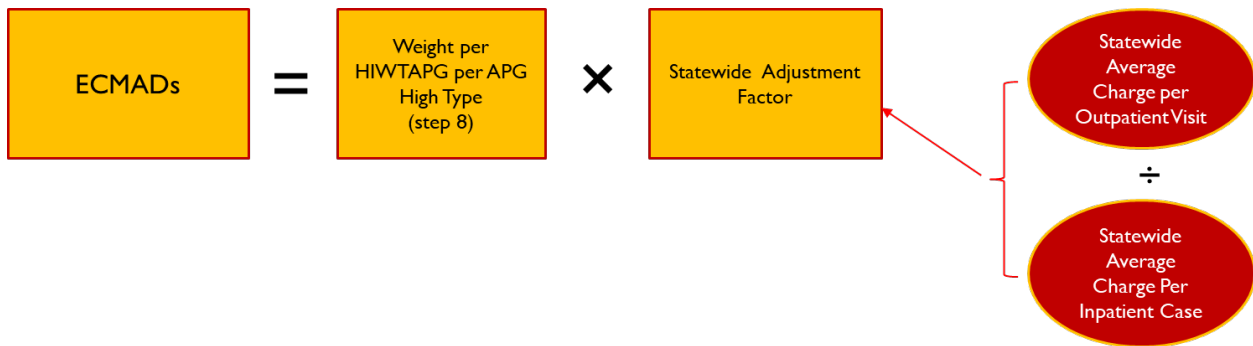 ECMADs
=
Weight per
HIWTAPG per APG
High Type
(step 8)
×
Statewide Adjustment
Factor
Statewide
Average
Charge per
Outpatient Visit
÷
Statewide
Average
Charge Per
Inpatient Case